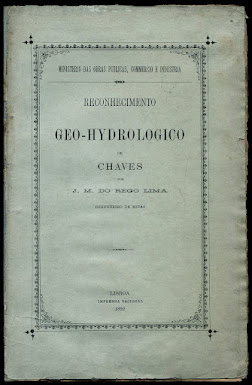 MINISTERIO DAS OBRAS PUBLICAS, COMMERCIO E INDUSTRIA
RECONHECIMENTO
GEO-HYDROLOGICO
DE
CHAVES
POR
J. M. DO REGO LIMA
ENGENHEIRO DE MINAS
LISBOA
IMPRENSA NACIONAL
1892